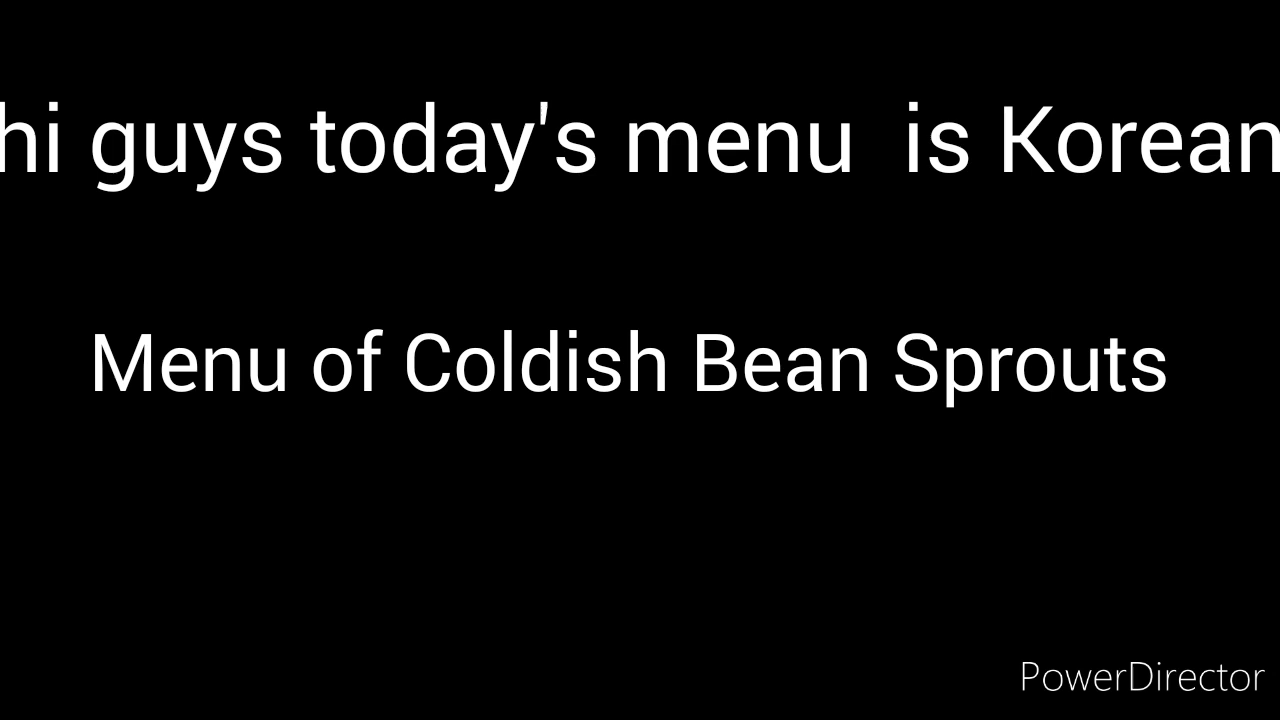 hi guys today's menu  is Korean
Menu of Coldish Bean Sprouts
PowerDirector